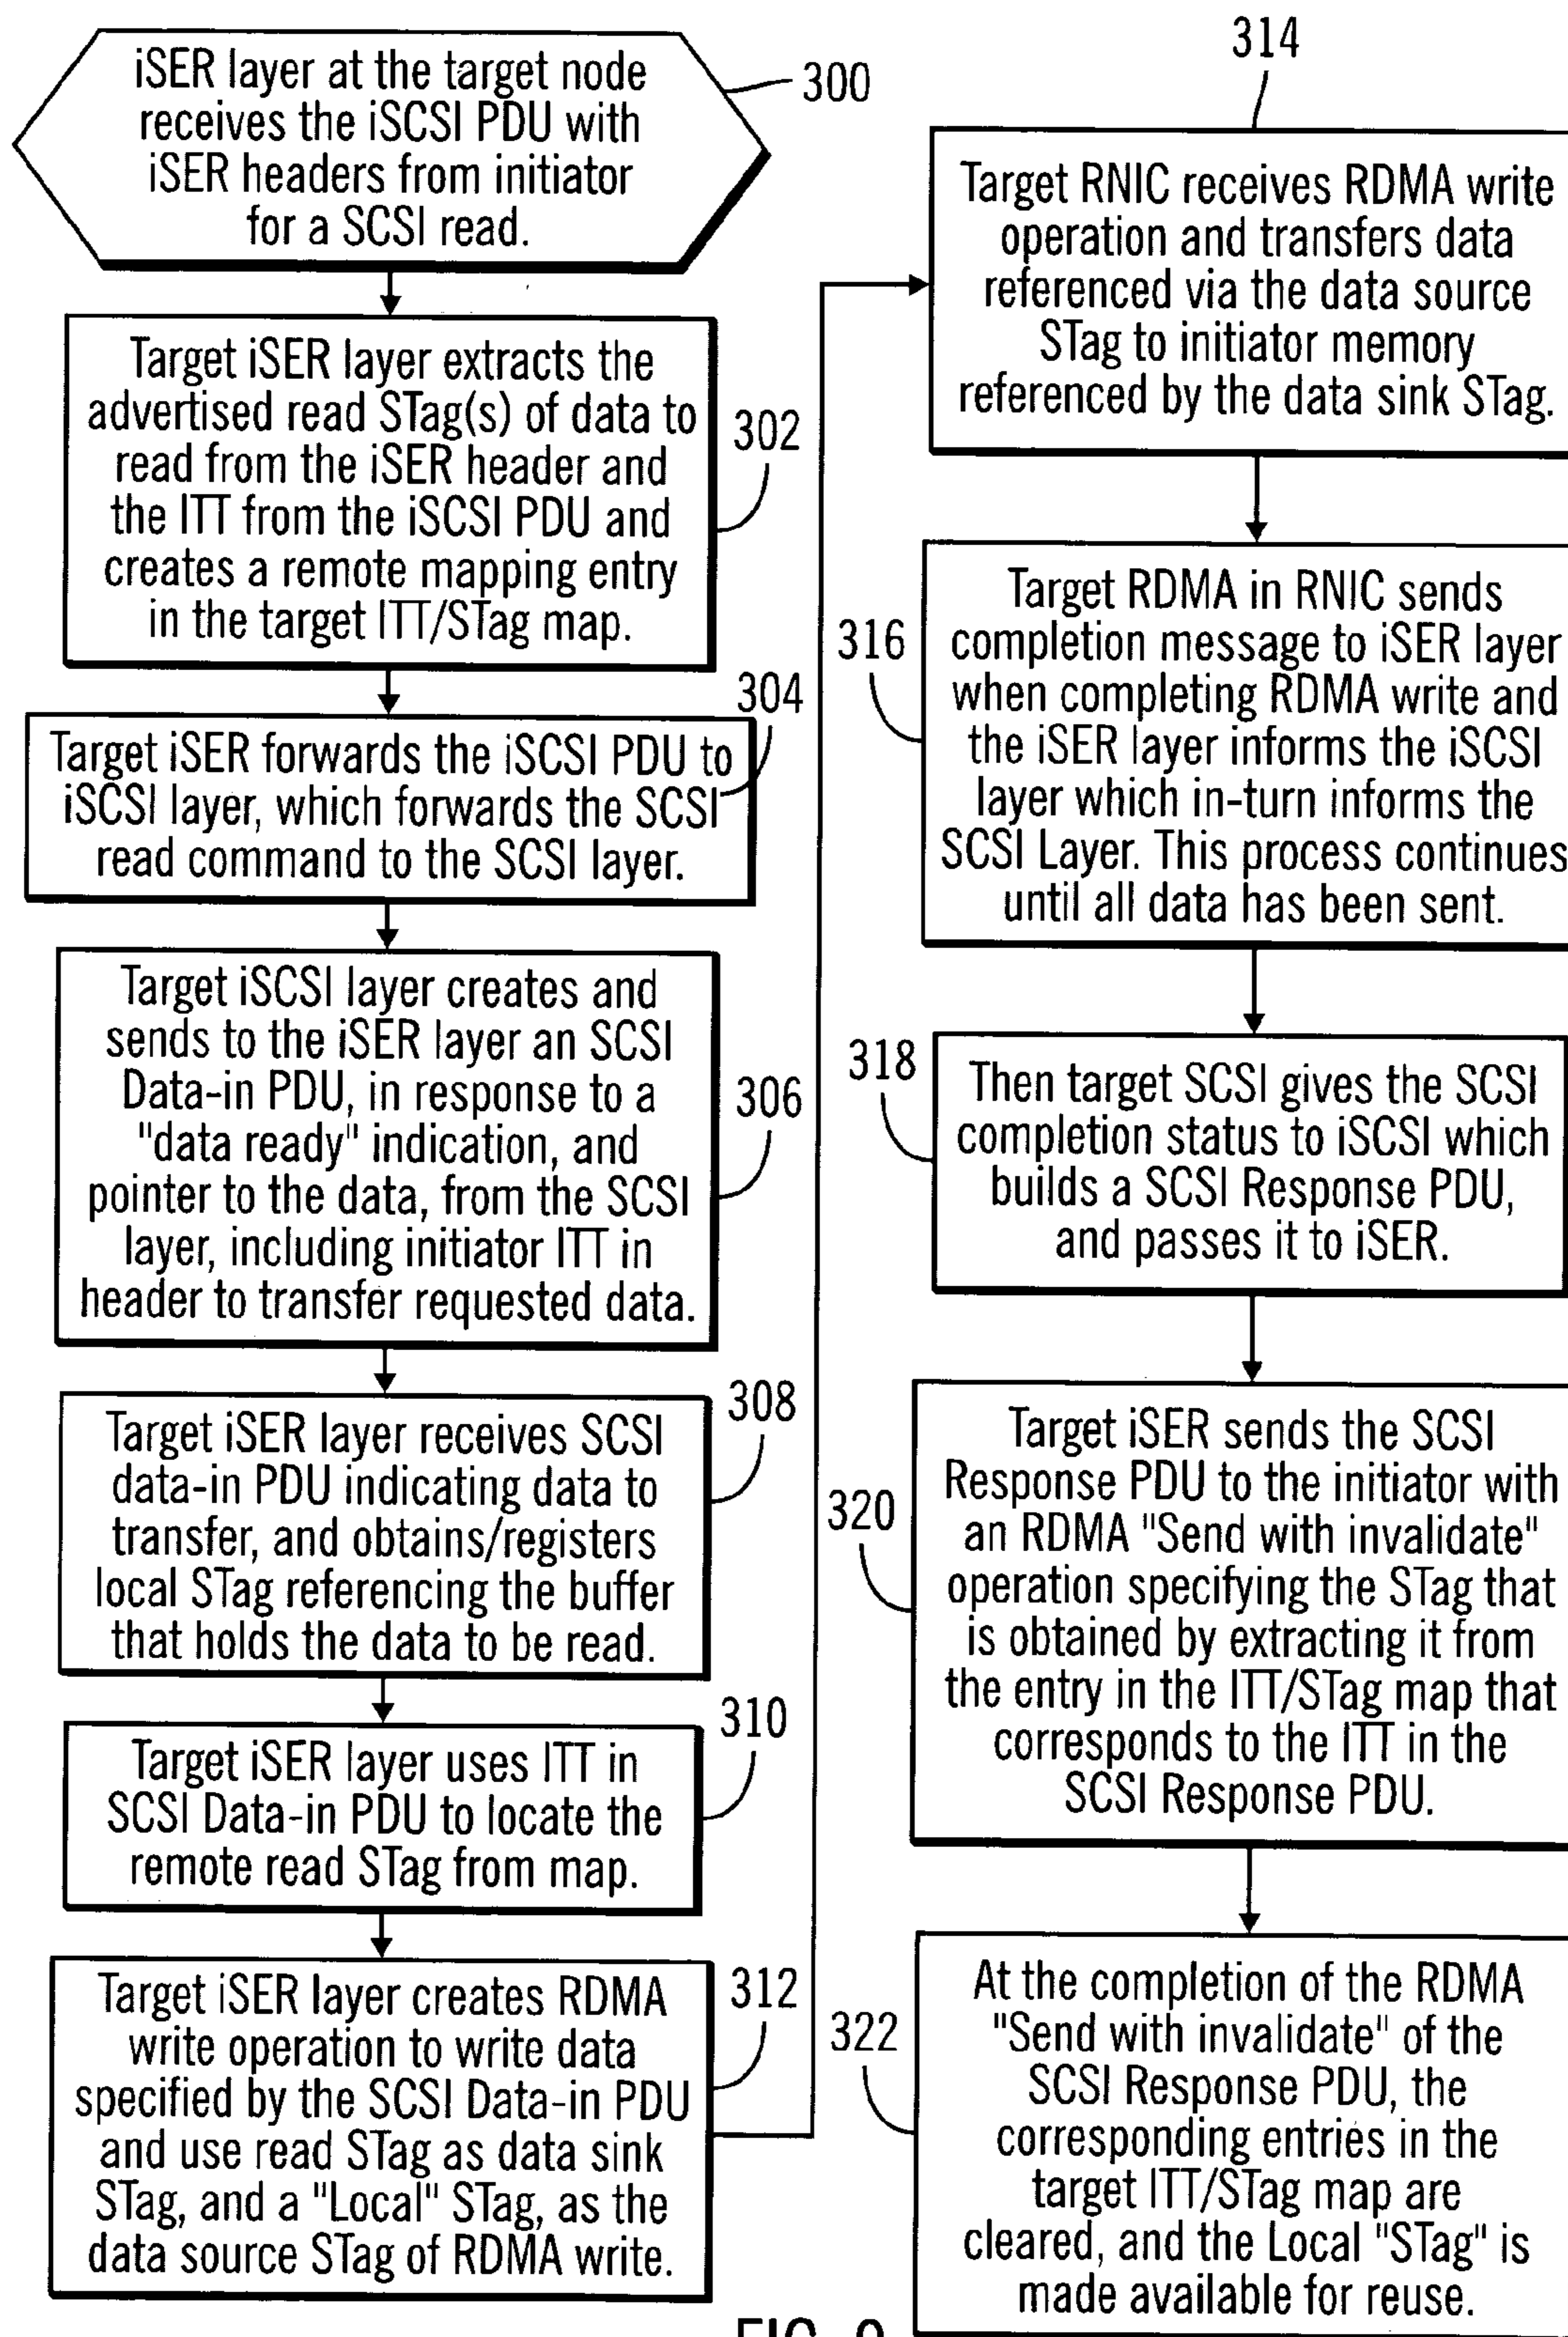 iSER layer at the target node
receives the iSCSI PDU with
iSER headers from initiator
for a SCSI read.
300
Target iSER layer extracts the
advertised read STag(s) of data to
read from the iSER header and
the ITT from the iSCSI PDU and
creates a remote mapping entry
in the target ITT/STag map.
302
304
Target iSER forwards the iSCSI PDU to
iSCSI layer, which forwards the SCSI
read command to the SCSI layer.
Target iSCSI layer creates and
sends to the iSER layer an SCSI
Data-in PDU, in response to a
"data ready" indication, and
pointer to the data, from the SCSI
layer, including initiator ITT in
header to transfer requested data.
306
308
Target iSER layer receives SCSI
data-in PDU indicating data to
transfer, and obtains/registers
local STag referencing the buffer
that holds the data to be read.
310
Target iSER layer uses ITT in
SCSI Data-in PDU to locate the
remote read STag from map.
312
Target iSER layer creates RDMA
write operation to write data
specified by the SCSI Data-in PDU
and use read STag as data sink
STag, and a "Local" STag, as the
data source STag of RDMA write.
314
Target RNIC receives RDMA write
operation and transfers data
referenced via the data source
STag to initiator memory
referenced by the data sink STag.
316
Target RDMA in RNIC sends
completion message to iSER layer
when completing RDMA write and
the iSER layer informs the iSCSI
layer which in-turn informs the
SCSI Layer. This process continues
until all data has been sent.
318
Then target SCSI gives the SCSI
completion status to iSCSI which
builds a SCSI Response PDU,
and passes it to iSER.
320
Target iSER sends the SCSI
Response PDU to the initiator with
an RDMA "Send with invalidate"
operation specifying the STag that
is obtained by extracting it from
the entry in the ITT/STag map that
corresponds to the ITT in the
SCSI Response PDU.
322
At the completion of the RDMA
"Send with invalidate" of the
SCSI Response PDU, the
corresponding entries in the
target ITT/STag map are
cleared, and the Local "STag" is
made available for reuse.
FIG.